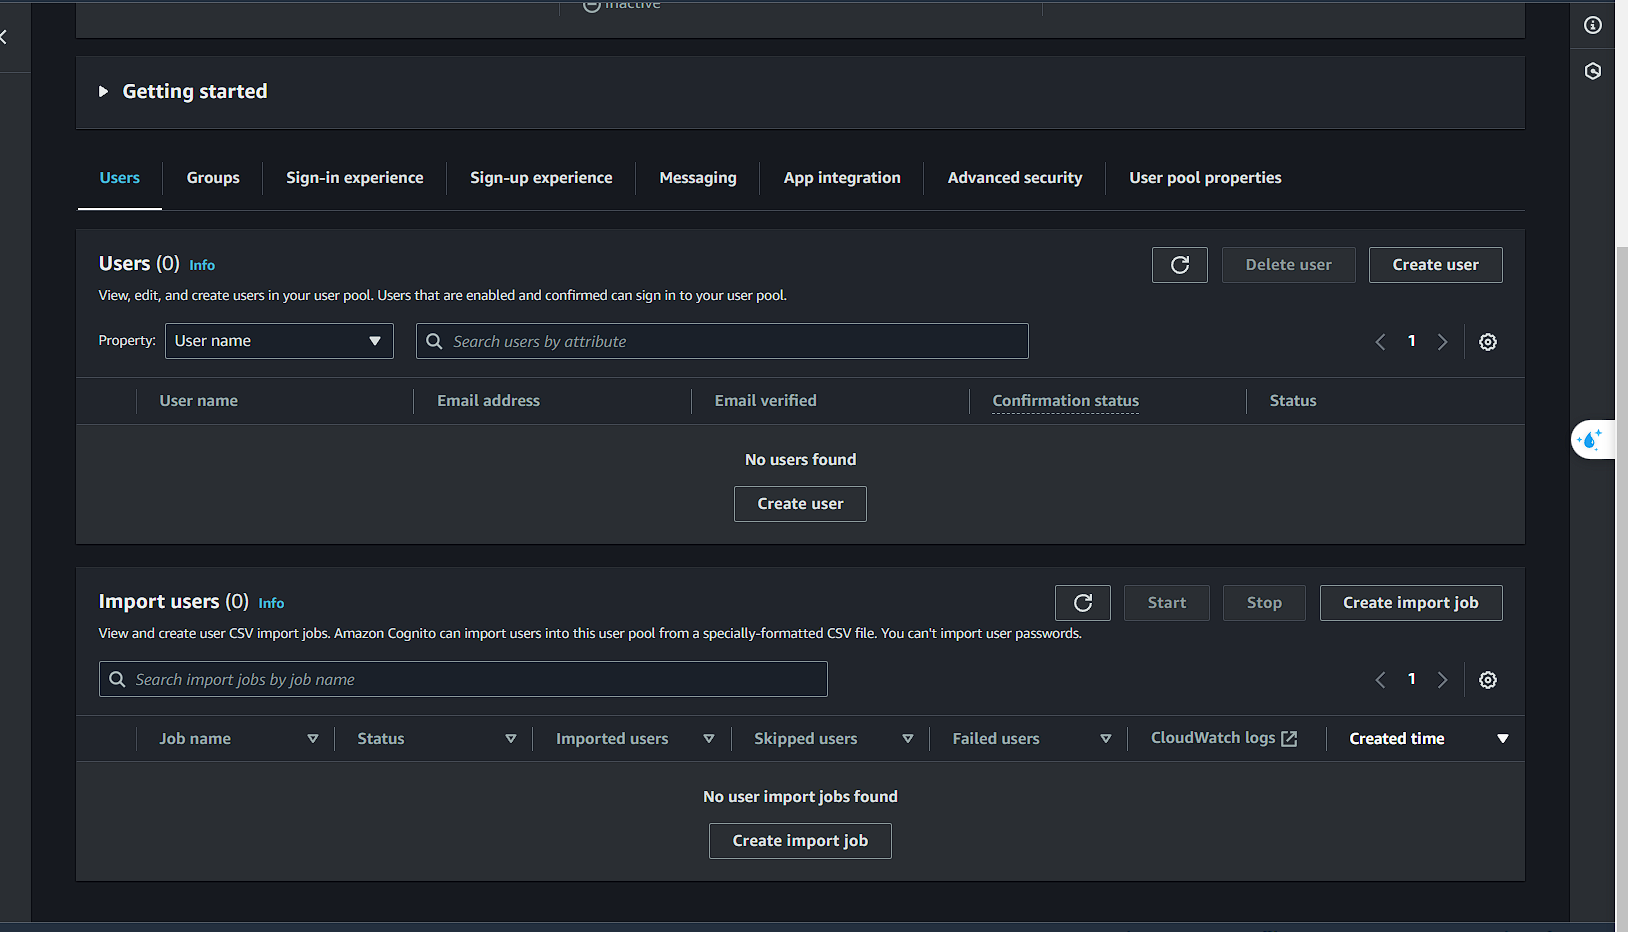 Inactive
Getting started
Users
Groups
Sign-in experience
Sign-up experience
Messaging
App integration
Advanced security
User pool properties
Users (0) Info
Delete user
Create user
View, edit, and create users in your user pool. Users that are enabled and confirmed can sign in to your user pool.
Property:
User name
Search users by attribute
1
User name
Email address
Email verified
Confirmation status
Status
No users found
Create user
Import users (0) Info
Start
Stop
Create import job
View and create user CSV import jobs. Amazon Cognito can import users into this user pool from a specially-formatted CSV file. You can't import user passwords.
Search import jobs by job name
1
Job name
Status
Imported users
Skipped users
Failed users
CloudWatch logs
Created time
No user import jobs found
Create import job